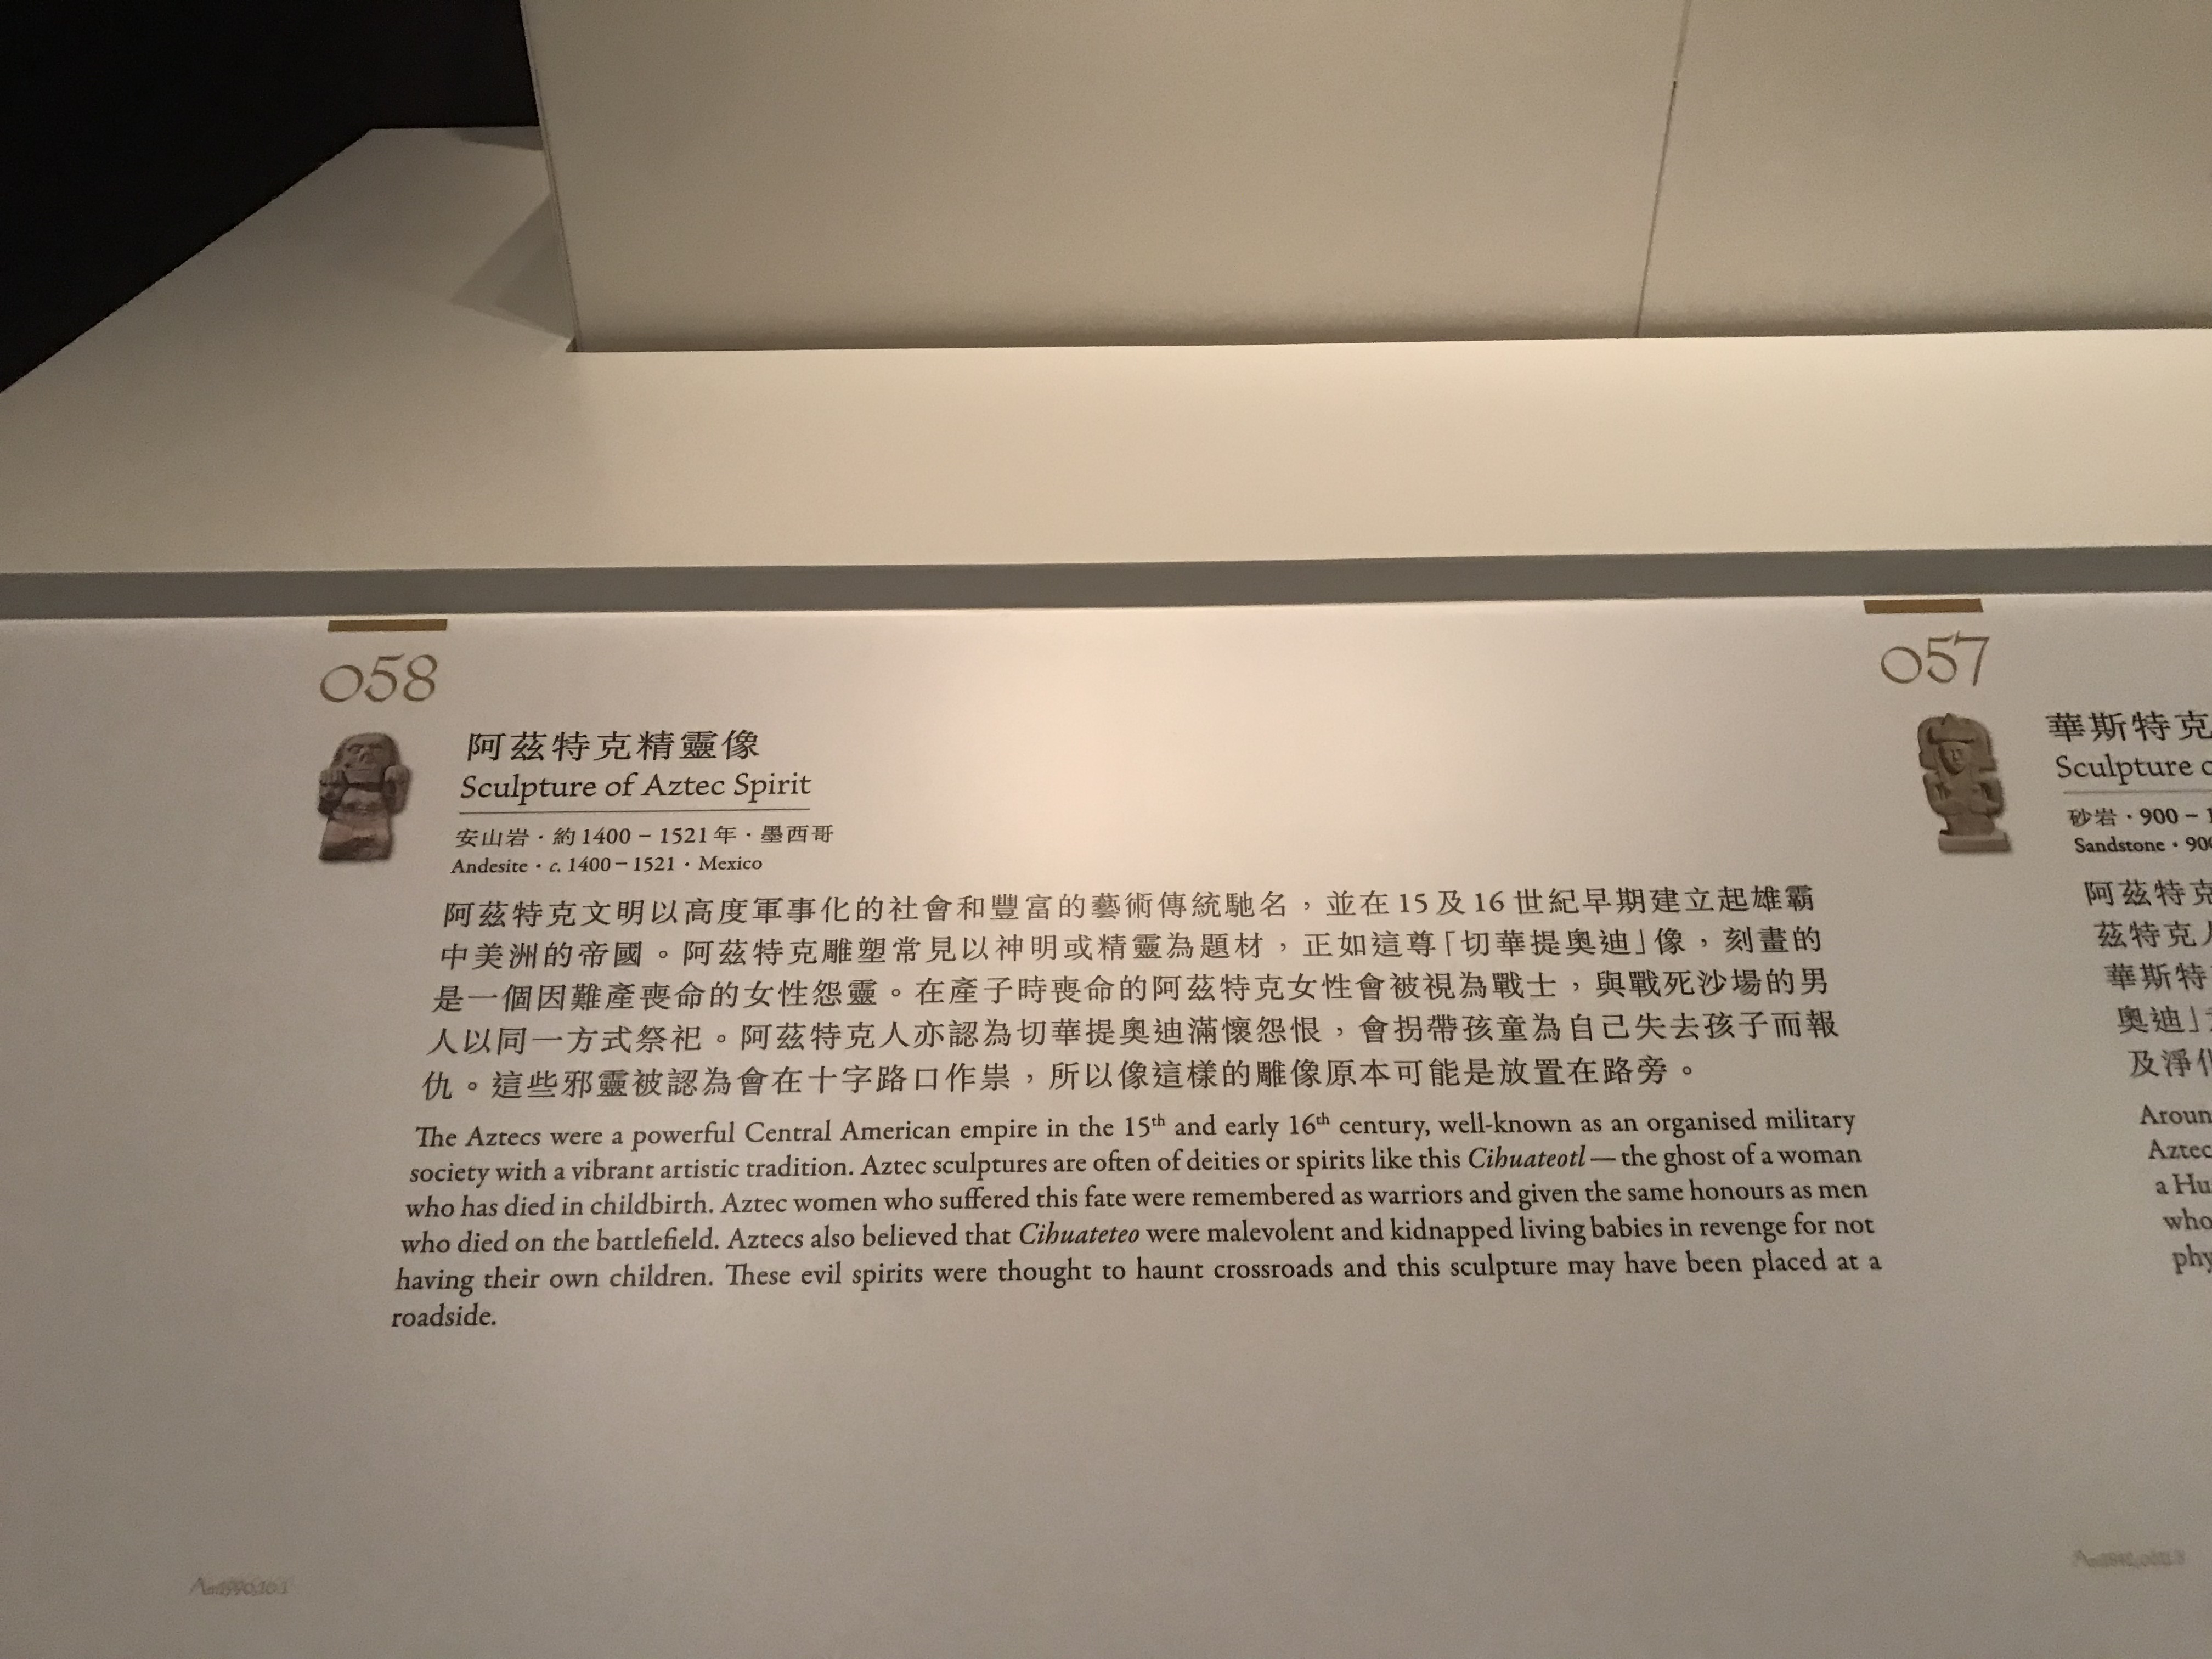 058
阿茲特克精靈像
Sculpture of Aztec Spirit
安山岩・約1400 – 1521年・墨西哥
Andesite · c. 1400 – 1521 · Mexico
阿茲特克文明以高度軍事化的社會和豐富的藝術傳統馳名，並在15及16世紀早期建立起雄霸
中美洲的帝國。阿茲特克雕塑常見以神明或精靈為題材，正如這尊「切華提奧迪」像，刻畫的
是一個因難產喪命的女性怨靈。在產子時喪命的阿茲特克女性會被視為戰士，與戰死沙場的男
人以同一方式祭祀。阿茲特克人亦認為切華提奧迪滿懷怨恨，會拐帶孩童為自己失去孩子而報
仇。這些邪靈被認為會在十字路口作祟，所以像這樣的雕像原本可能是放置在路旁。
The Aztecs were a powerful Central American empire in the 15th and early 16th century, well-known as an organised military
society with a vibrant artistic tradition. Aztec sculptures are often of deities or spirits like this Cihuateotl — the ghost of a woman
who has died in childbirth. Aztec women who suffered this fate were remembered as warriors and given the same honours as men
who died on the battlefield. Aztecs also believed that Cihuateteo were malevolent and kidnapped living babies in revenge for not
having their own children. These evil spirits were thought to haunt crossroads and this sculpture may have been placed at a
roadside.
057
華斯特克
Sculpture
砂岩・900 –
Sandstone ·
阿茲特克
茲特克人
華斯特
奧迪」
及淨
Aroun
Aztec
a Hu
who
phy